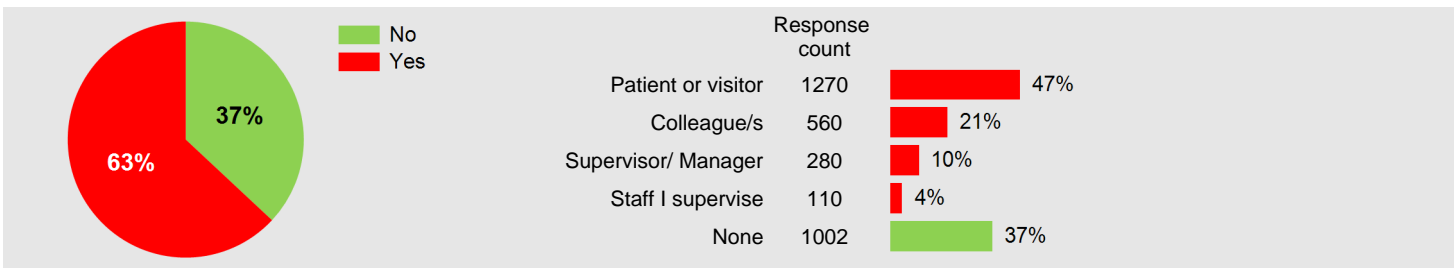 No
Yes
37%
63%
Response
count
Patient or visitor 1270 47%
Colleague/s 560 21%
Supervisor/ Manager 280 10%
Staff I supervise 110 4%
None 1002 37%